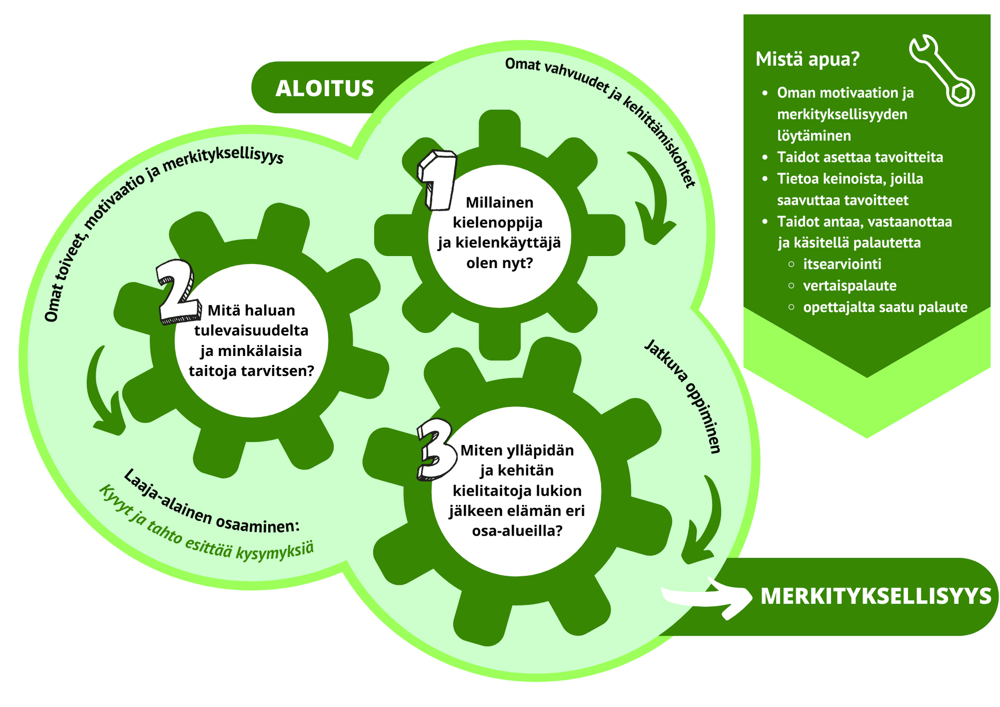 ALOITUS
Omat vahvuudet ja kehittämiskohteet
1
Millainen
kielenoppija
ja kielenkäyttäjä
olen nyt?
Omat toiveet, motivaatio ja merkityksellisyys
2
Mitä haluan
tulevaisuudelta
ja minkälaisia
taitoja tarvitsen?
Laaja-alainen osaaminen:
Kyvyt ja tahto esittää kysymyksiä
Jatkuva oppiminen
3
Miten ylläpidän
ja kehitän
kielitaitoja lukion
jälkeen elämän eri
osa-alueilla?
MERKITYKSELLISYYS
Mistä apua?
• Oman motivaation ja
merkityksellisyyden
löytäminen
• Taidot asettaa tavoitteita
• Tietoa keinoista, joilla
saavuttaa tavoitteet
• Taidot antaa, vastaanottaa
ja käsitellä palautetta
○ itsearviointi
○ vertaispalaute
○ opettajalta saatu palaute